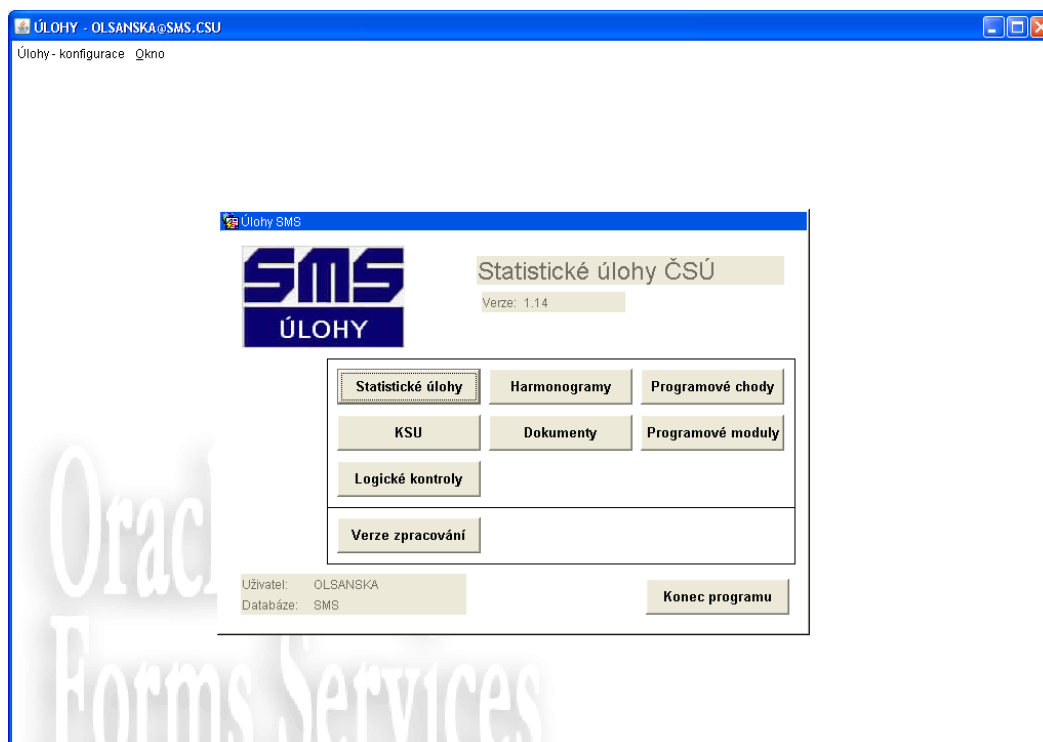 ÚLOHY - OLSANSKA@SMS.CSU
Úlohy - konfigurace Okno
Úlohy SMS
SMS
ÚLOHY
Statistické úlohy ČSÚ
Verze: 1.14
Statistické úlohy Harmonogramy Programové chody
KSU Dokumenty Programové moduly
Logické kontroly
Verze zpracování
Uživatel: OLSANSKA
Databáze: SMS
Konec programu
Forms Services